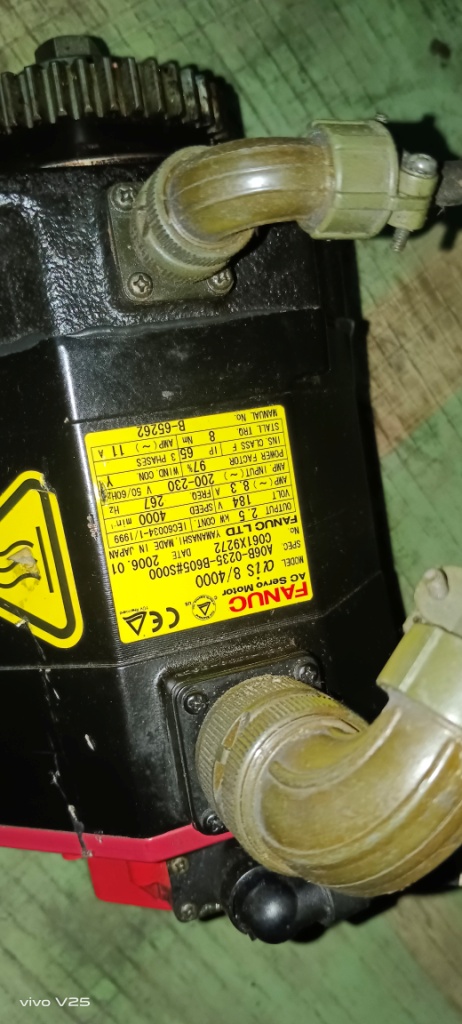 FANUC
AC Servo Motor
MODEL αis 8/4000
SPEC. A06B-0235-B605#S000
No. C061X9272 DATE 2006.01
FANUC LTD YAMANASHI. MADE IN JAPAN
OUTPUT 2.5 kW CONT. IEC60034-1/1999
VOLT 184 V SPEED 4000 min⁻¹
AMP(~) 8.3 A FREQ 267 Hz
AMP. INPUT(~) 200-230 V 50/60Hz
POWER FACTOR 97% WIND CON. Y
INS. CLASS F IP 65 3 PHASES
STALL TRQ 8 Nm AMP(~) 11 A
MANUAL No. B-65262
CE
vivo V25